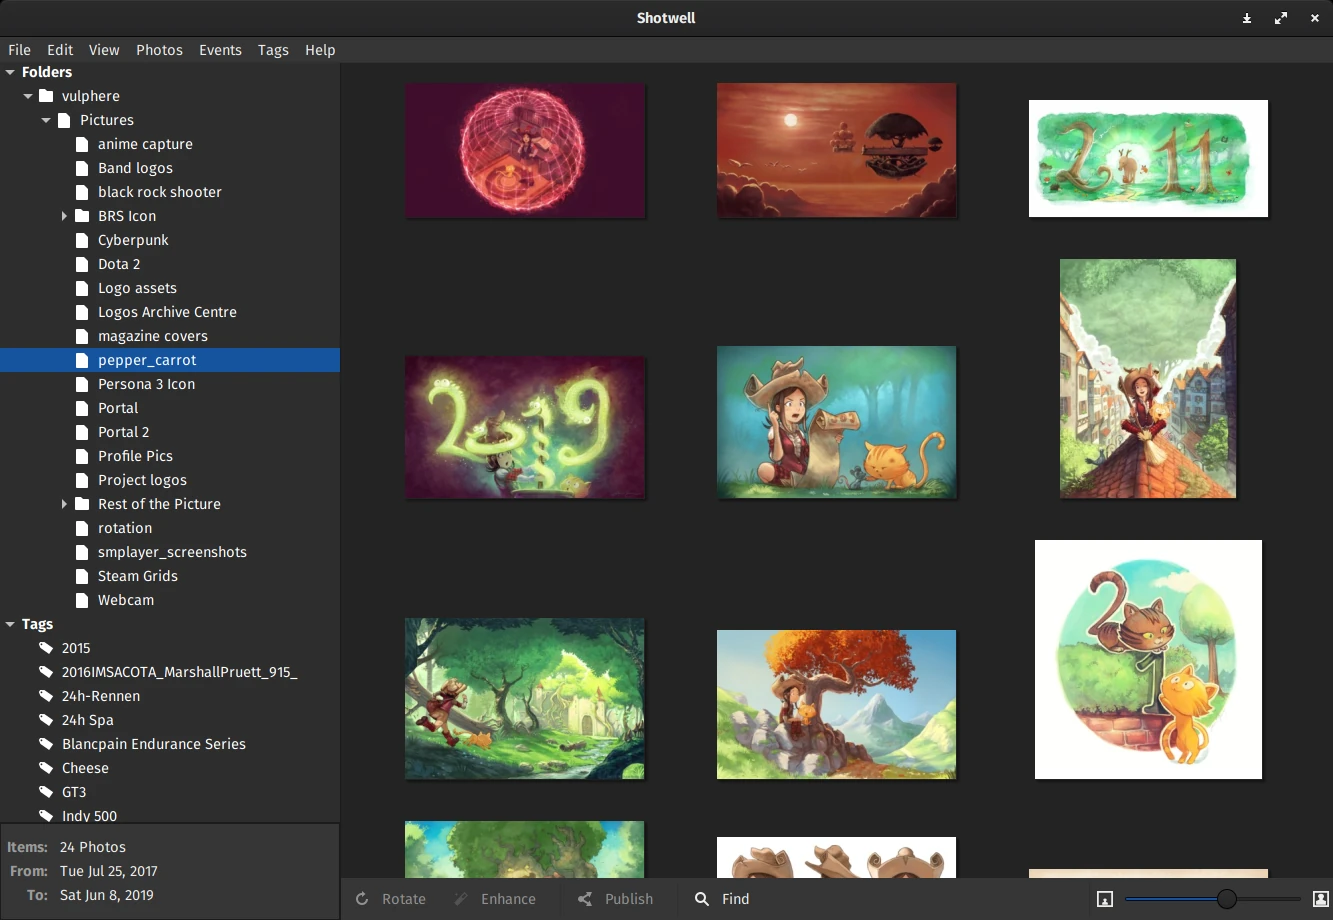 Shotwell
File Edit View Photos Events Tags Help
Folders
vulphere
Pictures
anime capture
Band logos
black rock shooter
BRS Icon
Cyberpunk
Dota 2
Logo assets
Logos Archive Centre
magazine covers
pepper_carrot
Persona 3 Icon
Portal
Portal 2
Profile Pics
Project logos
Rest of the Picture
rotation
smplayer_screenshots
Steam Grids
Webcam
Tags
2015
2016IMSACOTA_MarshallPruett_915_
24h-Rennen
24h Spa
Blancpain Endurance Series
Cheese
GT3
Indy 500
Items: 24 Photos
From: Tue Jul 25, 2017
To: Sat Jun 8, 2019
2011
2019
21
Rotate Enhance Publish Find